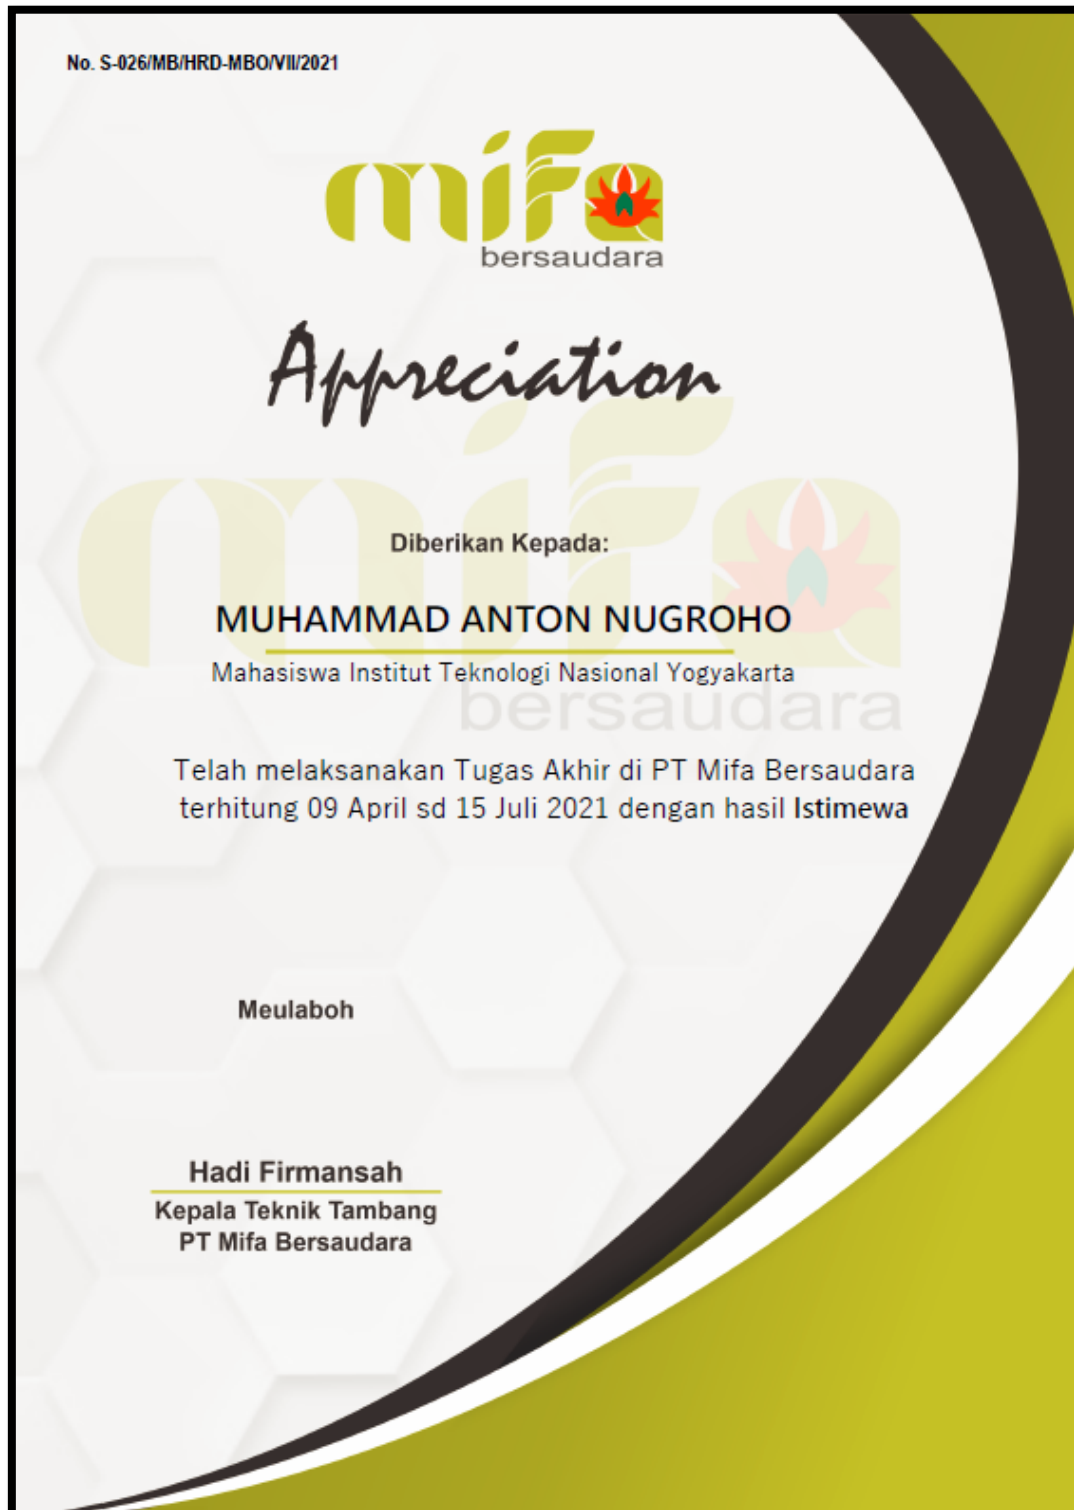 No. S-026/MB/HRD-MBO/VII/2021
mifa
bersaudara
Appreciation
mifa
bersaudara
Diberikan Kepada:
MUHAMMAD ANTON NUGROHO
Mahasiswa Institut Teknologi Nasional Yogyakarta
Telah melaksanakan Tugas Akhir di PT Mifa Bersaudara
terhitung 09 April sd 15 Juli 2021 dengan hasil Istimewa
Meulaboh
Hadi Firmansah
Kepala Teknik Tambang
PT Mifa Bersaudara